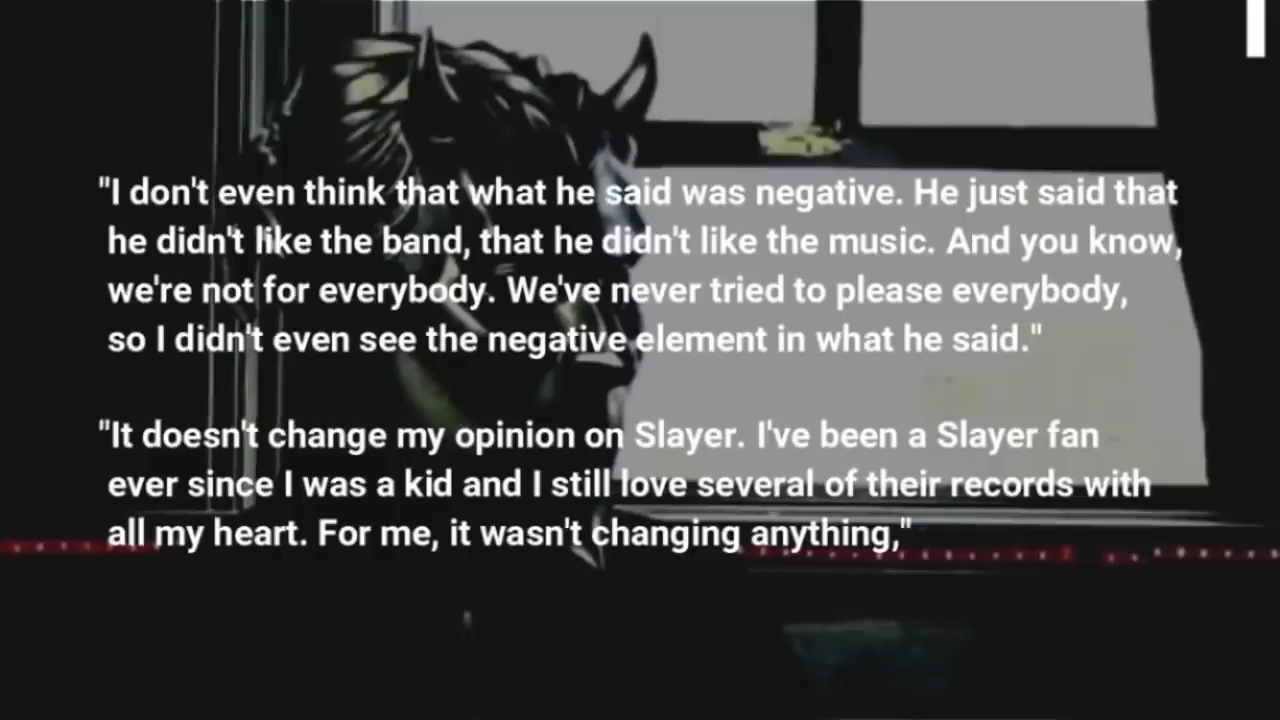 "I don't even think that what he said was negative. He just said that
he didn't like the band, that he didn't like the music. And you know,
we're not for everybody. We've never tried to please everybody,
so I didn't even see the negative element in what he said."
"It doesn't change my opinion on Slayer. I've been a Slayer fan
ever since I was a kid and I still love several of their records with
all my heart. For me, it wasn't changing anything,"